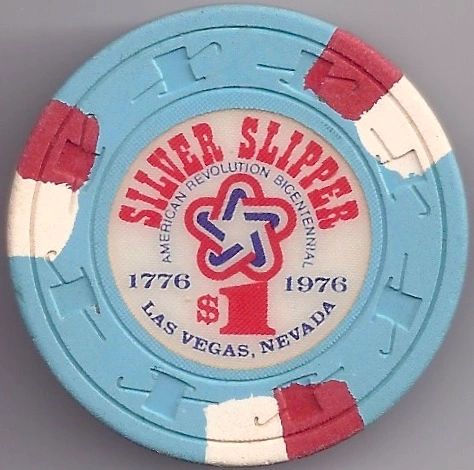 SILVER SLIPPER
AMERICAN REVOLUTION BICENTENNIAL
1776 1976
$1
LAS VEGAS, NEVADA